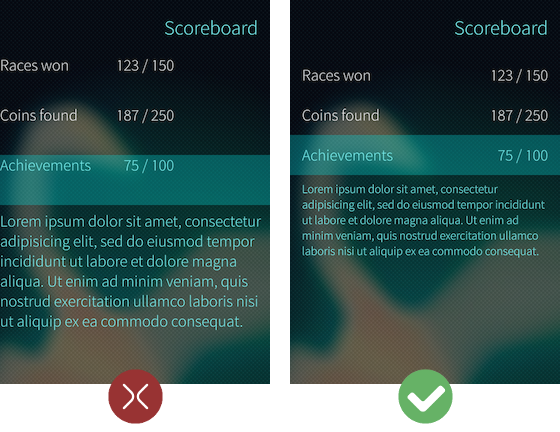 Scoreboard
Races won 123 / 150
Coins found 187 / 250
Achievements 75 / 100
Lorem ipsum dolor sit amet, consectetur
adipisicing elit, sed do eiusmod tempor
incididunt ut labore et dolore magna
aliqua. Ut enim ad minim veniam, quis
nostrud exercitation ullamco laboris nisi
ut aliquip ex ea commodo consequat.
Scoreboard
Races won 123 / 150
Coins found 187 / 250
Achievements 75 / 100
Lorem ipsum dolor sit amet, consectetur
adipisicing elit, sed do eiusmod tempor incididunt
ut labore et dolore magna aliqua. Ut enim ad
minim veniam, quis nostrud exercitation ullamco
laboris nisi ut aliquip ex ea commodo consequat.